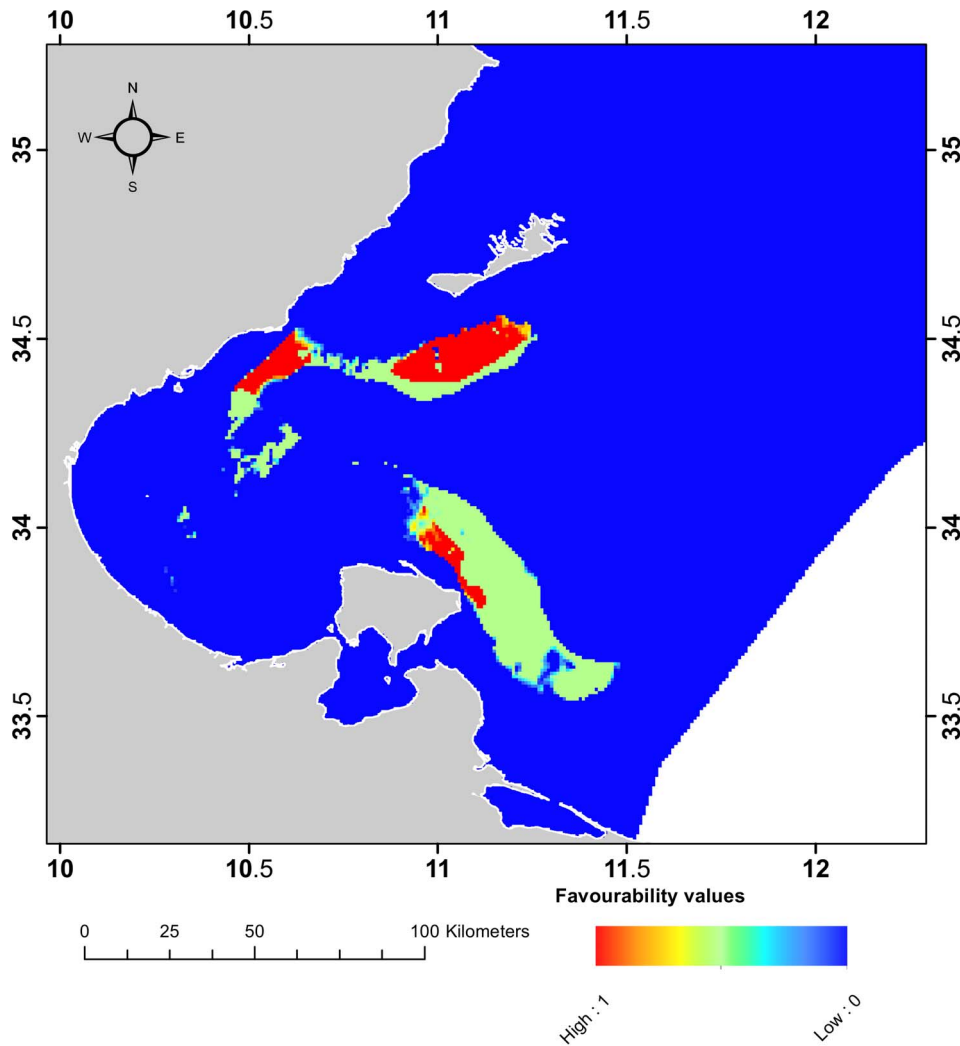 10 10.5 11 11.5 12
N
W E
S
35 35
34.5 34.5
34 34
33.5 33.5
10 10.5 11 11.5 12
Favourability values
0 25 50 100 Kilometers
High : 1 Low : 0